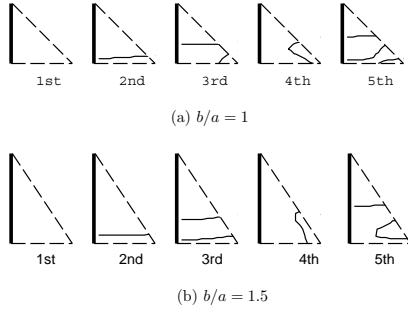 1st 2nd 3rd 4th 5th
(a) b/a = 1
1st 2nd 3rd 4th 5th
(b) b/a = 1.5